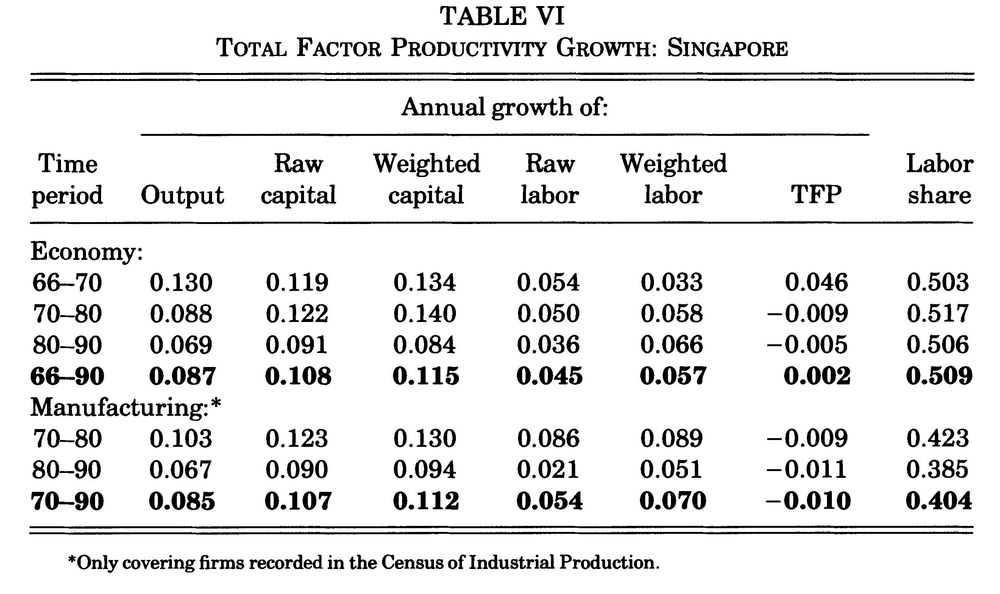 TABLE VI
TOTAL FACTOR PRODUCTIVITY GROWTH: SINGAPORE
Annual growth of:
Time Raw Weighted Raw Weighted Labor
period Output capital capital labor labor TFP share
Economy:
66–70 0.130 0.119 0.134 0.054 0.033 0.046 0.503
70–80 0.088 0.122 0.140 0.050 0.058 −0.009 0.517
80–90 0.069 0.091 0.084 0.036 0.066 −0.005 0.506
66–90 0.087 0.108 0.115 0.045 0.057 0.002 0.509
Manufacturing:*
70–80 0.103 0.123 0.130 0.086 0.089 −0.009 0.423
80–90 0.067 0.090 0.094 0.021 0.051 −0.011 0.385
70–90 0.085 0.107 0.112 0.054 0.070 −0.010 0.404
*Only covering firms recorded in the Census of Industrial Production.